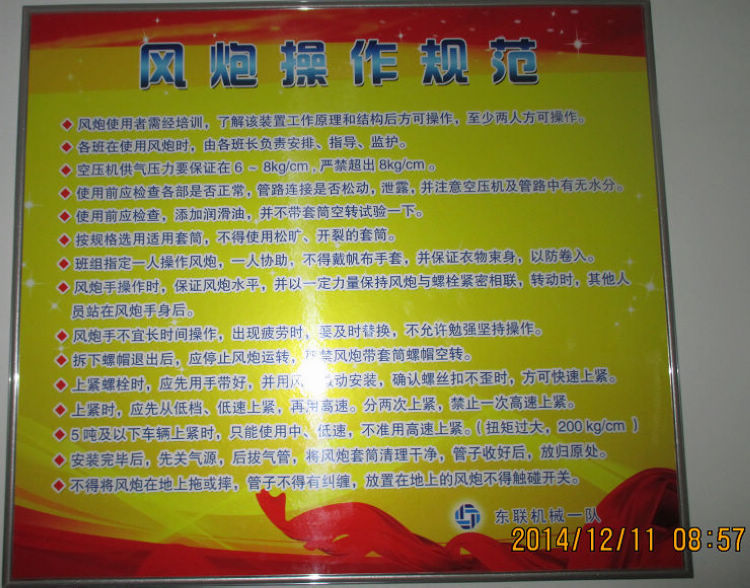 风炮操作规范
风炮使用者需经培训，了解该装置工作原理和结构后方可操作，至少两人方可操作。
各班在使用风炮时，由各班长负责安排、指导、监护。
空压机供气压力要保证在6～8kg/cm，严禁超出8kg/cm。
使用前应检查各部是否正常，管路连接是否松动，泄露，并注意空压机及管路中有无水分。
使用前应检查，添加润滑油，并不带套筒空转试验一下。
按规格选用适用套筒，不得使用松旷、开裂的套筒。
班组指定一人操作风炮，一人协助，不得戴帆布手套，并保证衣物束身，以防卷入。
风炮手操作时，保证风炮水平，并以一定力量保持风炮与螺栓紧密相联，转动时，其他人
员站在风炮手身后。
风炮手不宜长时间操作，出现疲劳时，要及时替换，不允许勉强坚持操作。
拆下螺帽退出后，应停止风炮运转，禁风炮带套筒螺帽空转。
上紧螺栓时，应先用手带好，并用风动安装，确认螺丝扣不歪时，方可快速上紧。
上紧时，应先从低档、低速上紧，再用高速。分两次上紧，禁止一次高速上紧。
5吨及以下车辆上紧时，只能使用中、低速，不准用高速上紧。（扭矩过大，200kg/cm）
安装完毕后，先关气源，后拔气管，将风炮套筒清理干净，管子收好后，放归原处。
不得将风炮在地上拖或摔，管子不得有纠缠，放置在地上的风炮不得触碰开关。
东联机械一队
2014/12/11 08:57